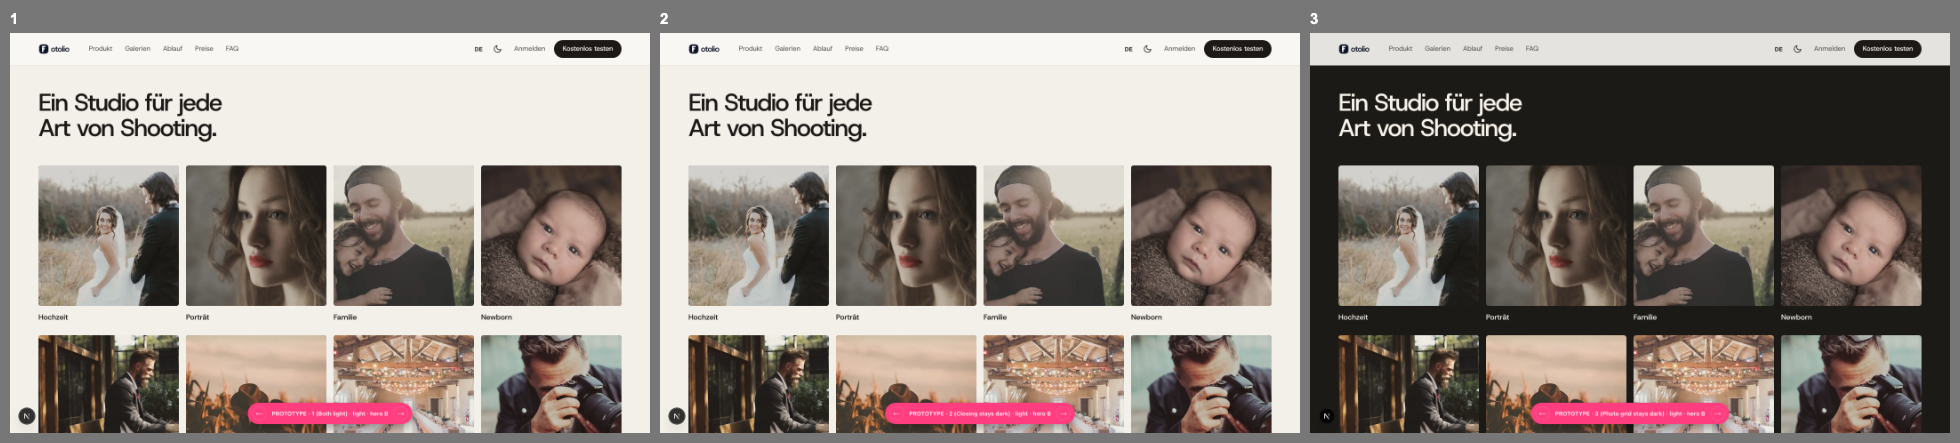 1
otolio Produkt Galerien Ablauf Preise FAQ DE Anmelden Kostenlos testen
Ein Studio für jede
Art von Shooting.
Hochzeit Porträt Familie Newborn
N
← PROTOTYPE · 1 (Both light) · light · hero B →
2
otolio Produkt Galerien Ablauf Preise FAQ DE Anmelden Kostenlos testen
Ein Studio für jede
Art von Shooting.
Hochzeit Porträt Familie Newborn
N
← PROTOTYPE · 2 (Closing stays dark) · light · hero B →
3
otolio Produkt Galerien Ablauf Preise FAQ DE Anmelden Kostenlos testen
Ein Studio für jede
Art von Shooting.
Hochzeit Porträt Familie Newborn
N
← PROTOTYPE · 3 (Photo grid stays dark) · light · hero B →